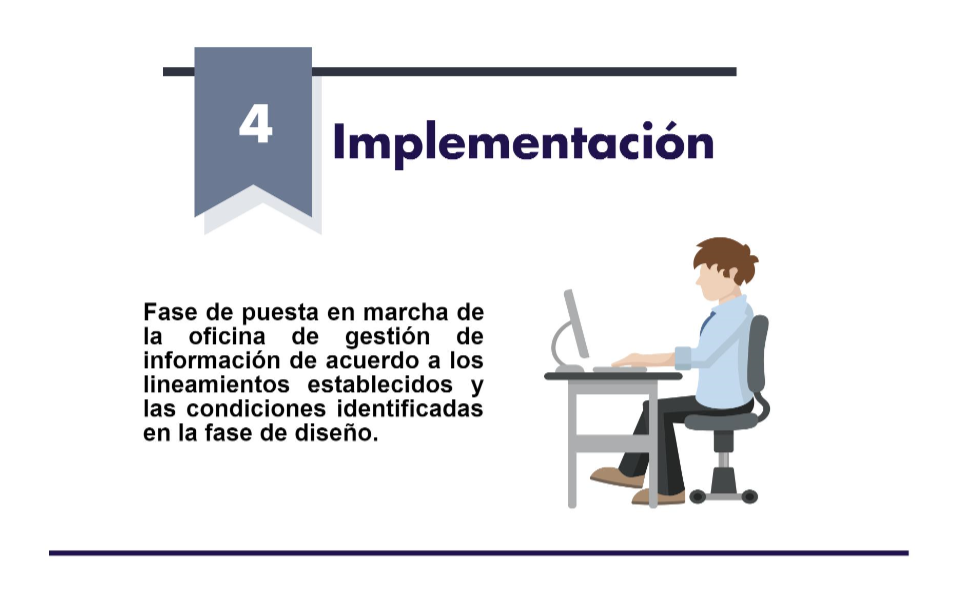 4
Implementación
Fase de puesta en marcha de
la oficina de gestión de
información de acuerdo a los
lineamientos establecidos y
las condiciones identificadas
en la fase de diseño.